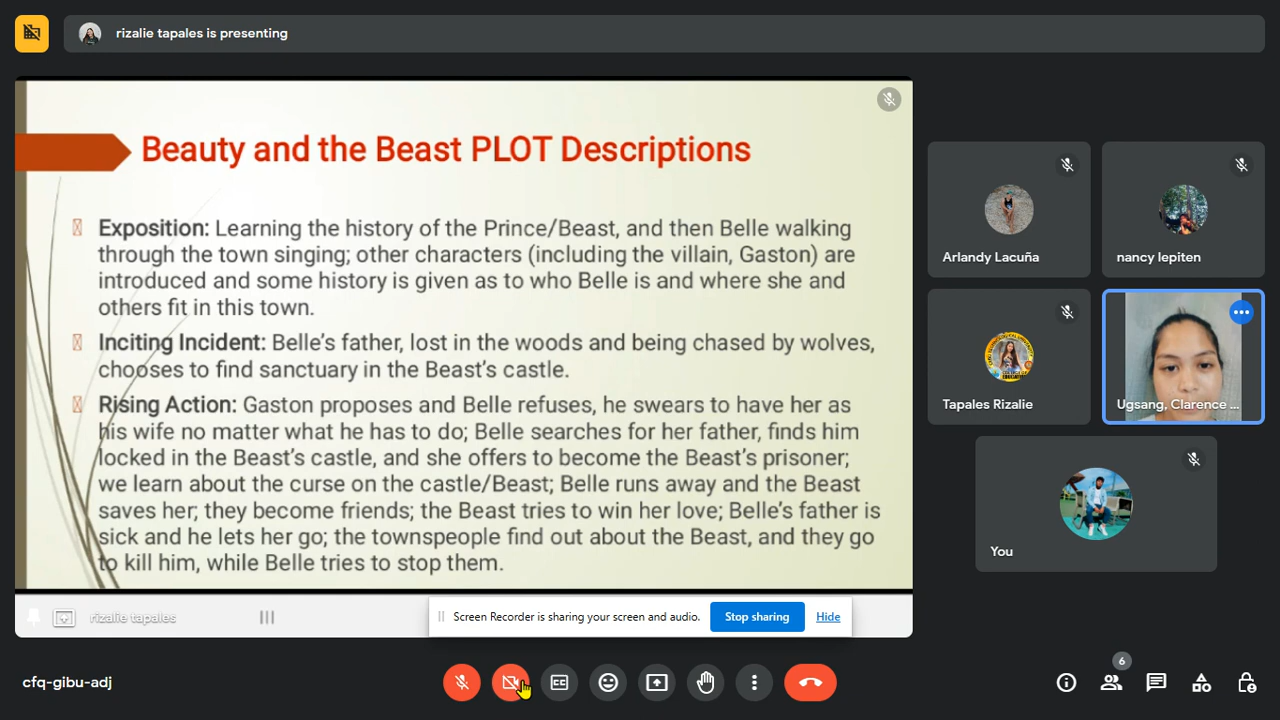 rizalie tapales is presenting
Beauty and the Beast PLOT Descriptions
Exposition: Learning the history of the Prince/Beast, and then Belle walking
through the town singing; other characters (including the villain, Gaston) are
introduced and some history is given as to who Belle is and where she and
others fit in this town.
Inciting Incident: Belle's father, lost in the woods and being chased by wolves,
chooses to find sanctuary in the Beast's castle.
Rising Action: Gaston proposes and Belle refuses, he swears to have her as
his wife no matter what he has to do; Belle searches for her father, finds him
locked in the Beast's castle, and she offers to become the Beast's prisoner;
we learn about the curse on the castle/Beast; Belle runs away and the Beast
saves her; they become friends; the Beast tries to win her love; Belle's father is
sick and he lets her go; the townspeople find out about the Beast, and they go
to kill him, while Belle tries to stop them.
rizalie tapales
Screen Recorder is sharing your screen and audio.
Stop sharing
Hide
Arlandy Lacuña
nancy lepiten
Tapales Rizalie
Ugsang, Clarence ...
You
cfq-gibu-adj
6